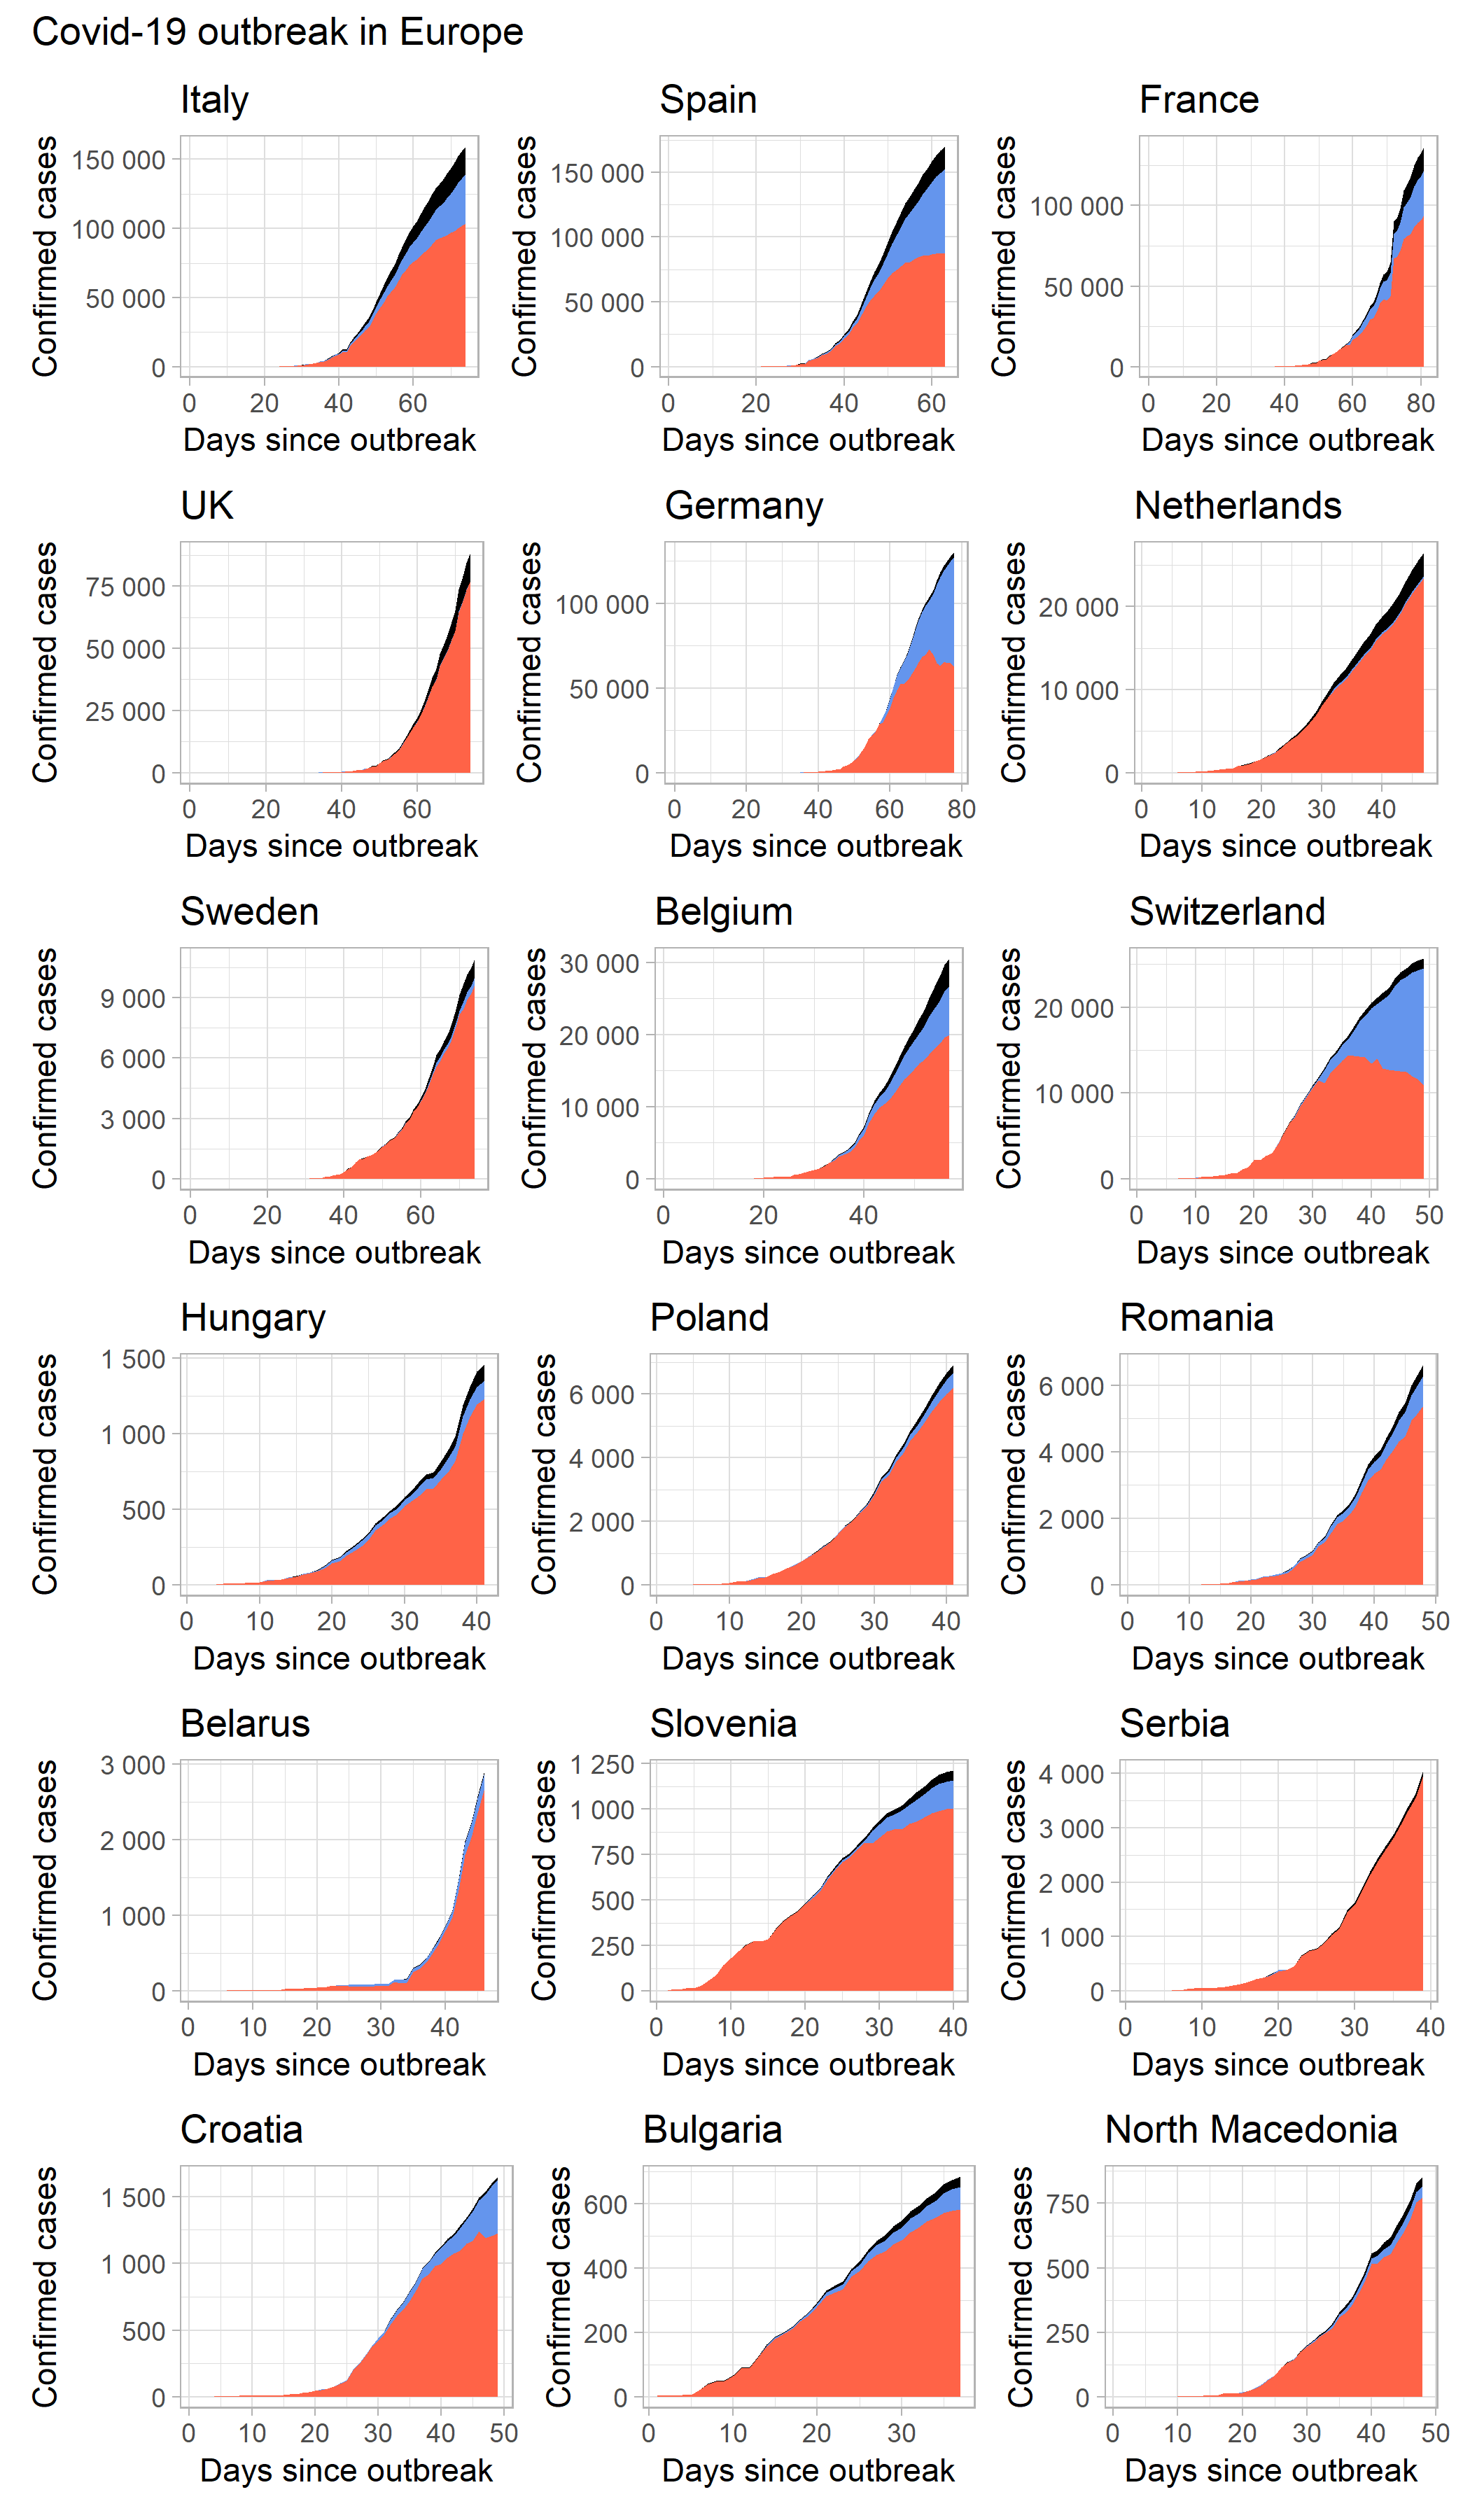 Covid-19 outbreak in Europe
Italy
Confirmed cases
150 000
100 000
50 000
0
0 20 40 60
Days since outbreak
Spain
Confirmed cases
150 000
100 000
50 000
0
0 20 40 60
Days since outbreak
France
Confirmed cases
100 000
50 000
0
0 20 40 60 80
Days since outbreak
UK
Confirmed cases
75 000
50 000
25 000
0
0 20 40 60
Days since outbreak
Germany
Confirmed cases
100 000
50 000
0
0 20 40 60 80
Days since outbreak
Netherlands
Confirmed cases
20 000
10 000
0
0 10 20 30 40
Days since outbreak
Sweden
Confirmed cases
9 000
6 000
3 000
0
0 20 40 60
Days since outbreak
Belgium
Confirmed cases
30 000
20 000
10 000
0
0 20 40
Days since outbreak
Switzerland
Confirmed cases
20 000
10 000
0
0 10 20 30 40 50
Days since outbreak
Hungary
Confirmed cases
1 500
1 000
500
0
0 10 20 30 40
Days since outbreak
Poland
Confirmed cases
6 000
4 000
2 000
0
0 10 20 30 40
Days since outbreak
Romania
Confirmed cases
6 000
4 000
2 000
0
0 10 20 30 40 50
Days since outbreak
Belarus
Confirmed cases
3 000
2 000
1 000
0
0 10 20 30 40
Days since outbreak
Slovenia
Confirmed cases
1 250
1 000
750
500
250
0
0 10 20 30 40
Days since outbreak
Serbia
Confirmed cases
4 000
3 000
2 000
1 000
0
0 10 20 30 40
Days since outbreak
Croatia
Confirmed cases
1 500
1 000
500
0
0 10 20 30 40 50
Days since outbreak
Bulgaria
Confirmed cases
600
400
200
0
0 10 20 30
Days since outbreak
North Macedonia
Confirmed cases
750
500
250
0
0 10 20 30 40 50
Days since outbreak